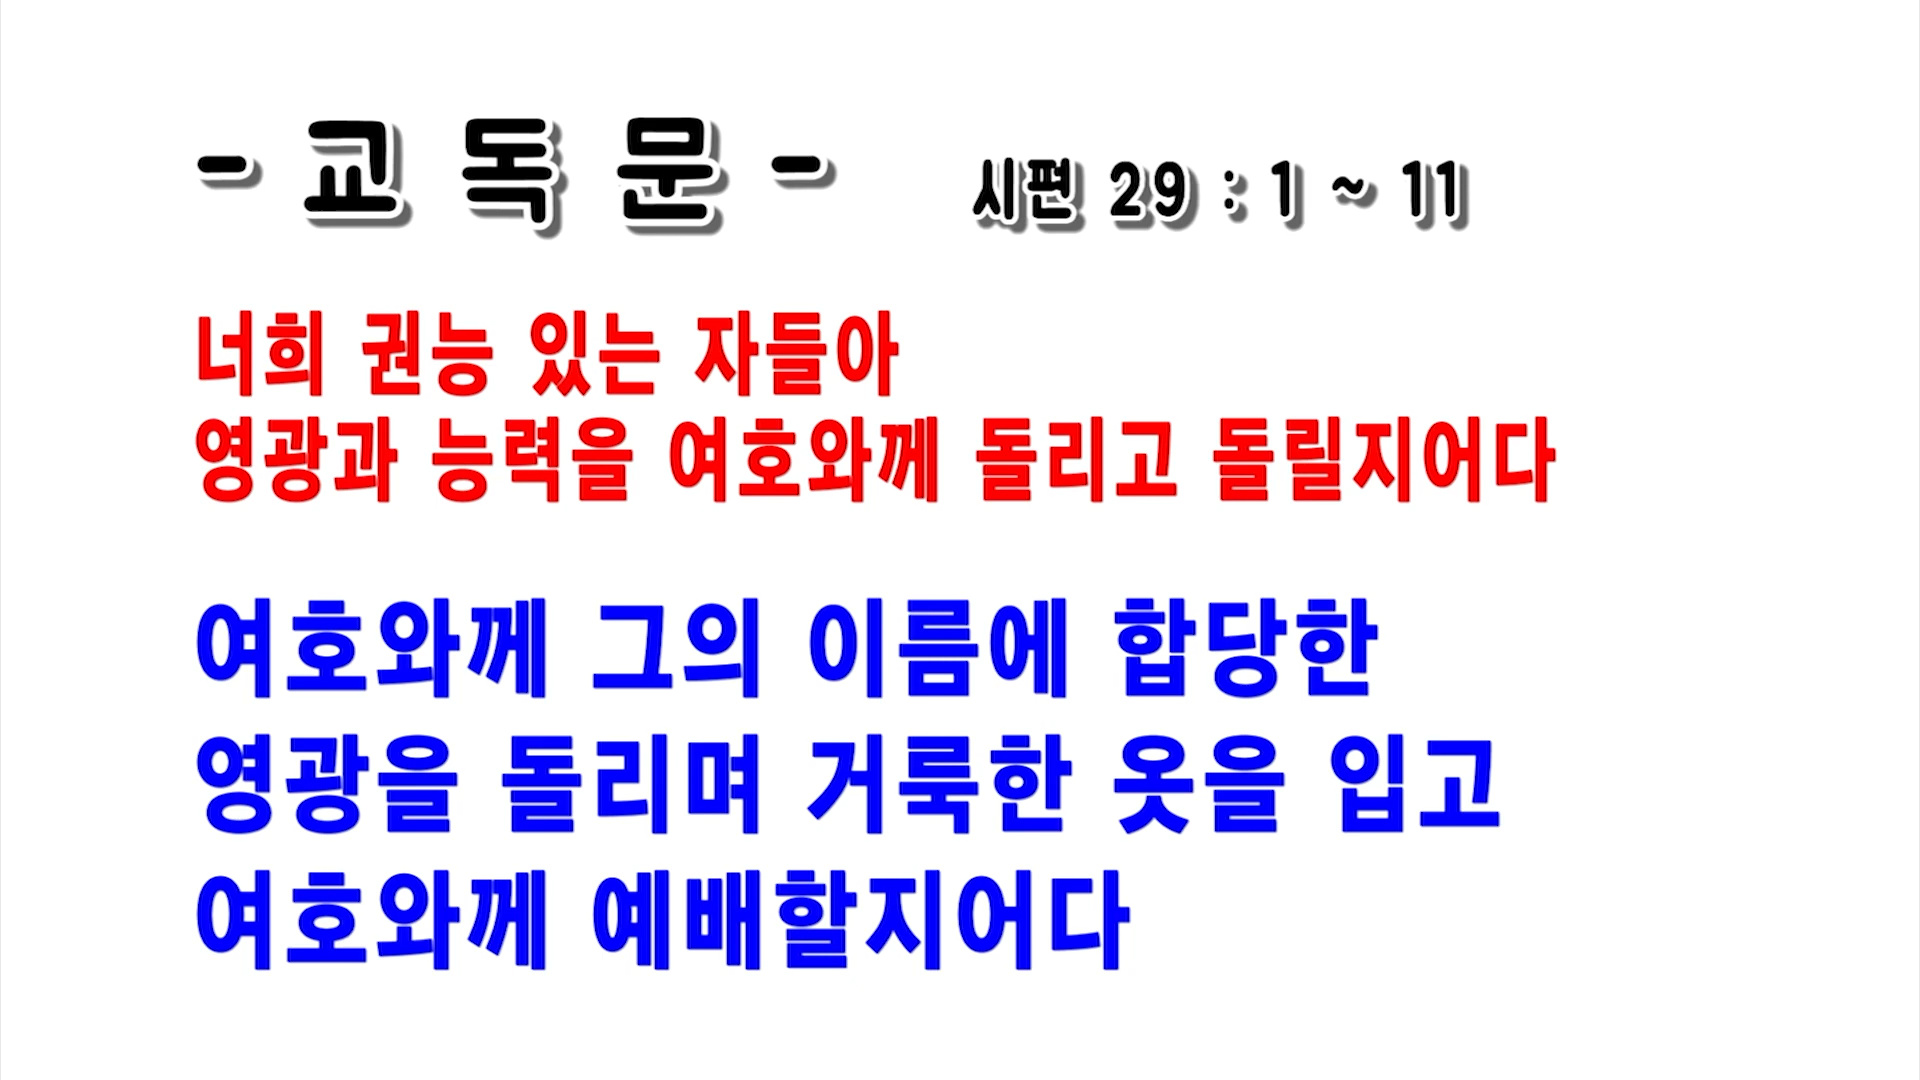 - 교 독 문 - 시편 29 : 1 ~ 11
너희 권능 있는 자들아
영광과 능력을 여호와께 돌리고 돌릴지어다
여호와께 그의 이름에 합당한
영광을 돌리며 거룩한 옷을 입고
여호와께 예배할지어다